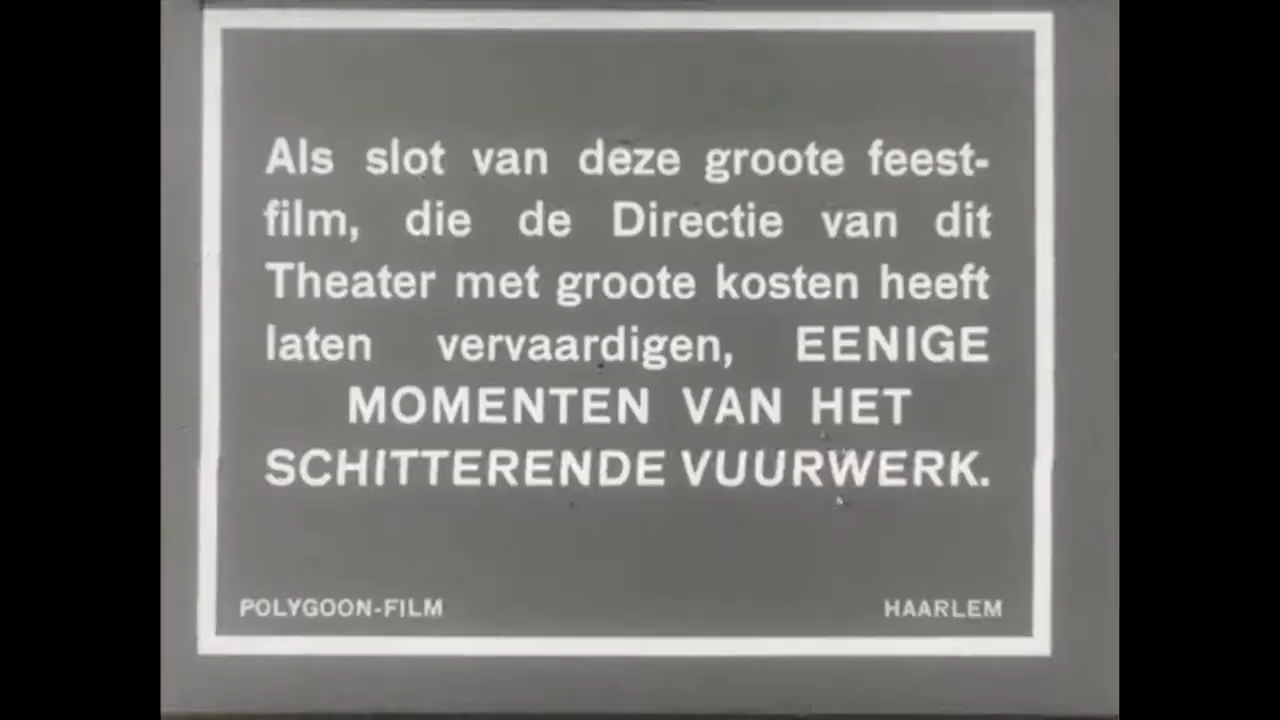 Als slot van deze groote feest-
film, die de Directie van dit
Theater met groote kosten heeft
laten vervaardigen, EENIGE
MOMENTEN VAN HET
SCHITTERENDE VUURWERK.
POLYGOON-FILM HAARLEM